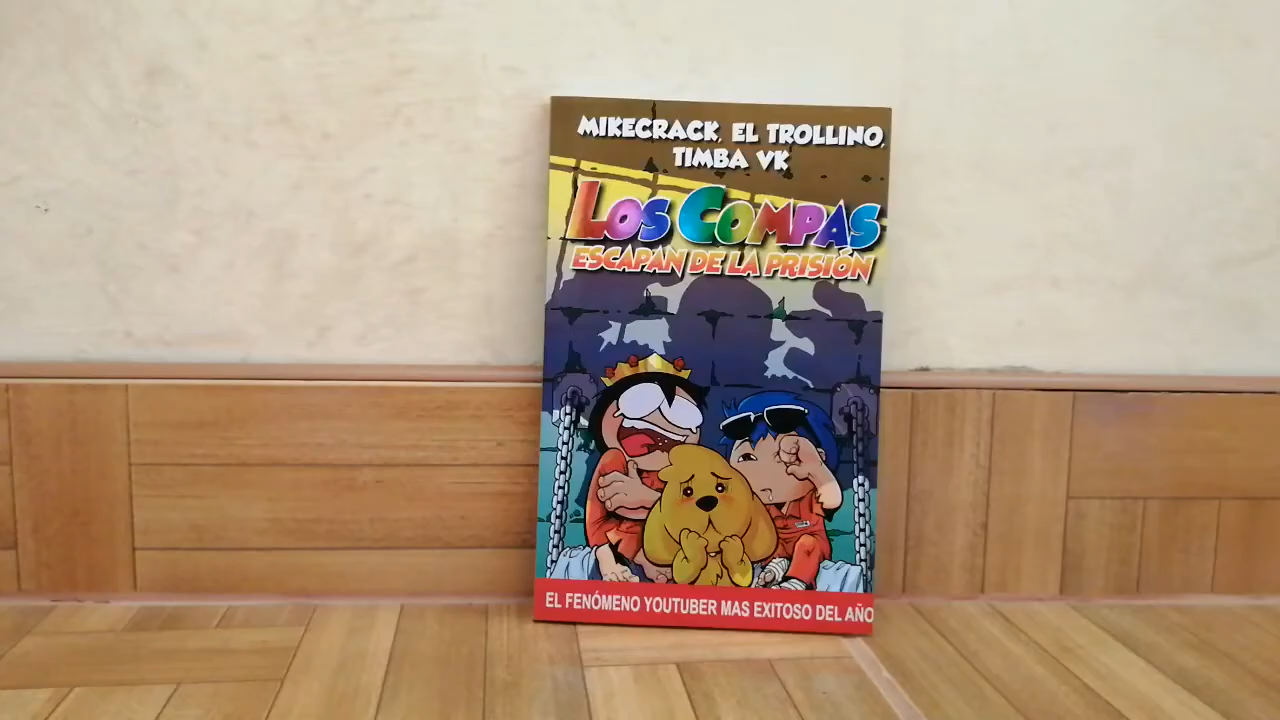 MIKECRACK, EL TROLLINO,
TIMBA VK
LOS COMPAS
ESCAPAN DE LA PRISIÓN
EL FENÓMENO YOUTUBER MAS EXITOSO DEL AÑO